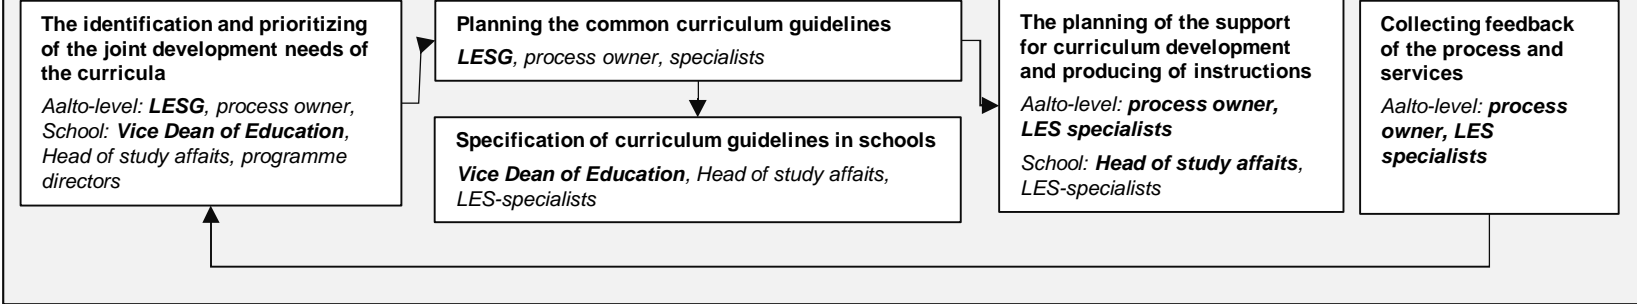 The identification and prioritizing
of the joint development needs of
the curricula
Aalto-level: LESG, process owner,
School: Vice Dean of Education,
Head of study affaits, programme
directors
Planning the common curriculum guidelines
LESG, process owner, specialists
Specification of curriculum guidelines in schools
Vice Dean of Education, Head of study affaits,
LES-specialists
The planning of the support
for curriculum development
and producing of instructions
Aalto-level: process owner,
LES specialists
School: Head of study affaits,
LES-specialists
Collecting feedback
of the process and
services
Aalto-level: process
owner, LES
specialists